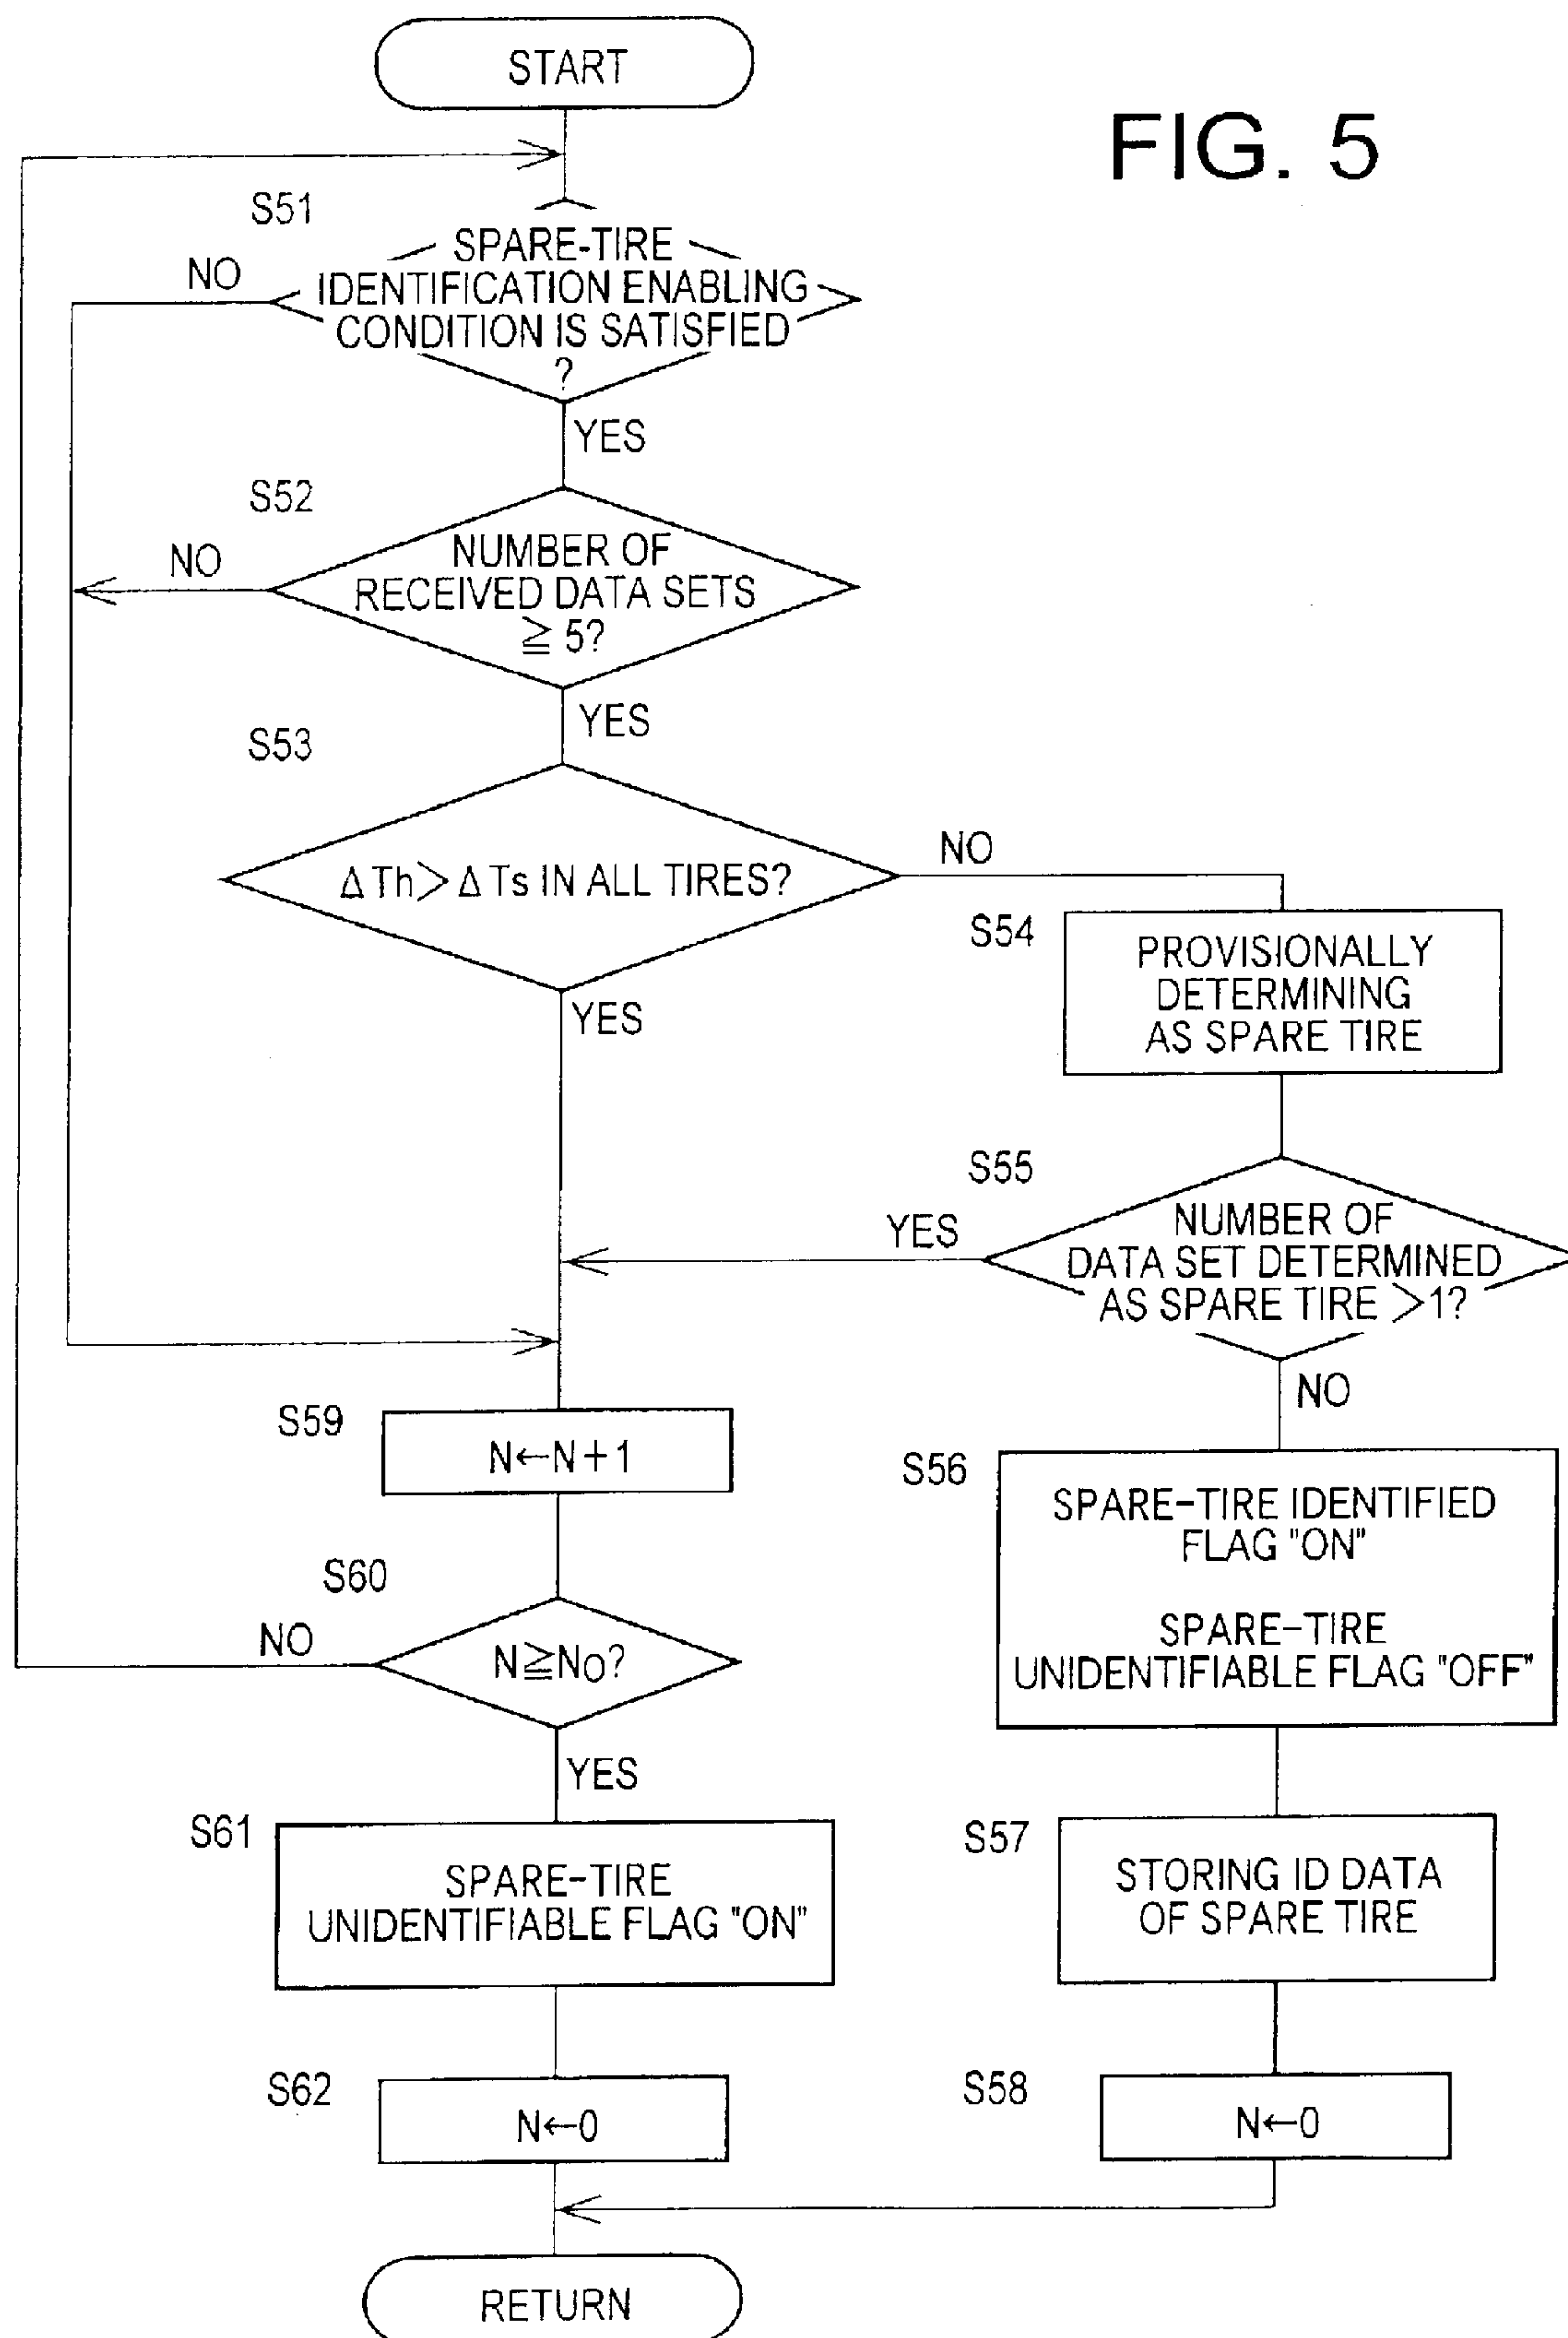 START
FIG. 5
S51
SPARE-TIRE
IDENTIFICATION ENABLING
CONDITION IS SATISFIED
?
NO
YES
S52
NUMBER OF
RECEIVED DATA SETS
≧ 5?
NO
YES
S53
ΔTh>ΔTs IN ALL TIRES?
NO
YES
S54
PROVISIONALLY
DETERMINING
AS SPARE TIRE
S55
NUMBER OF
DATA SET DETERMINED
AS SPARE TIRE >1?
YES
NO
S59
N←N+1
S56
SPARE-TIRE IDENTIFIED
FLAG "ON"
SPARE-TIRE
UNIDENTIFIABLE FLAG "OFF"
S60
N≧No?
NO
YES
S61
SPARE-TIRE
UNIDENTIFIABLE FLAG "ON"
S57
STORING ID DATA
OF SPARE TIRE
S62
N←0
S58
N←0
RETURN